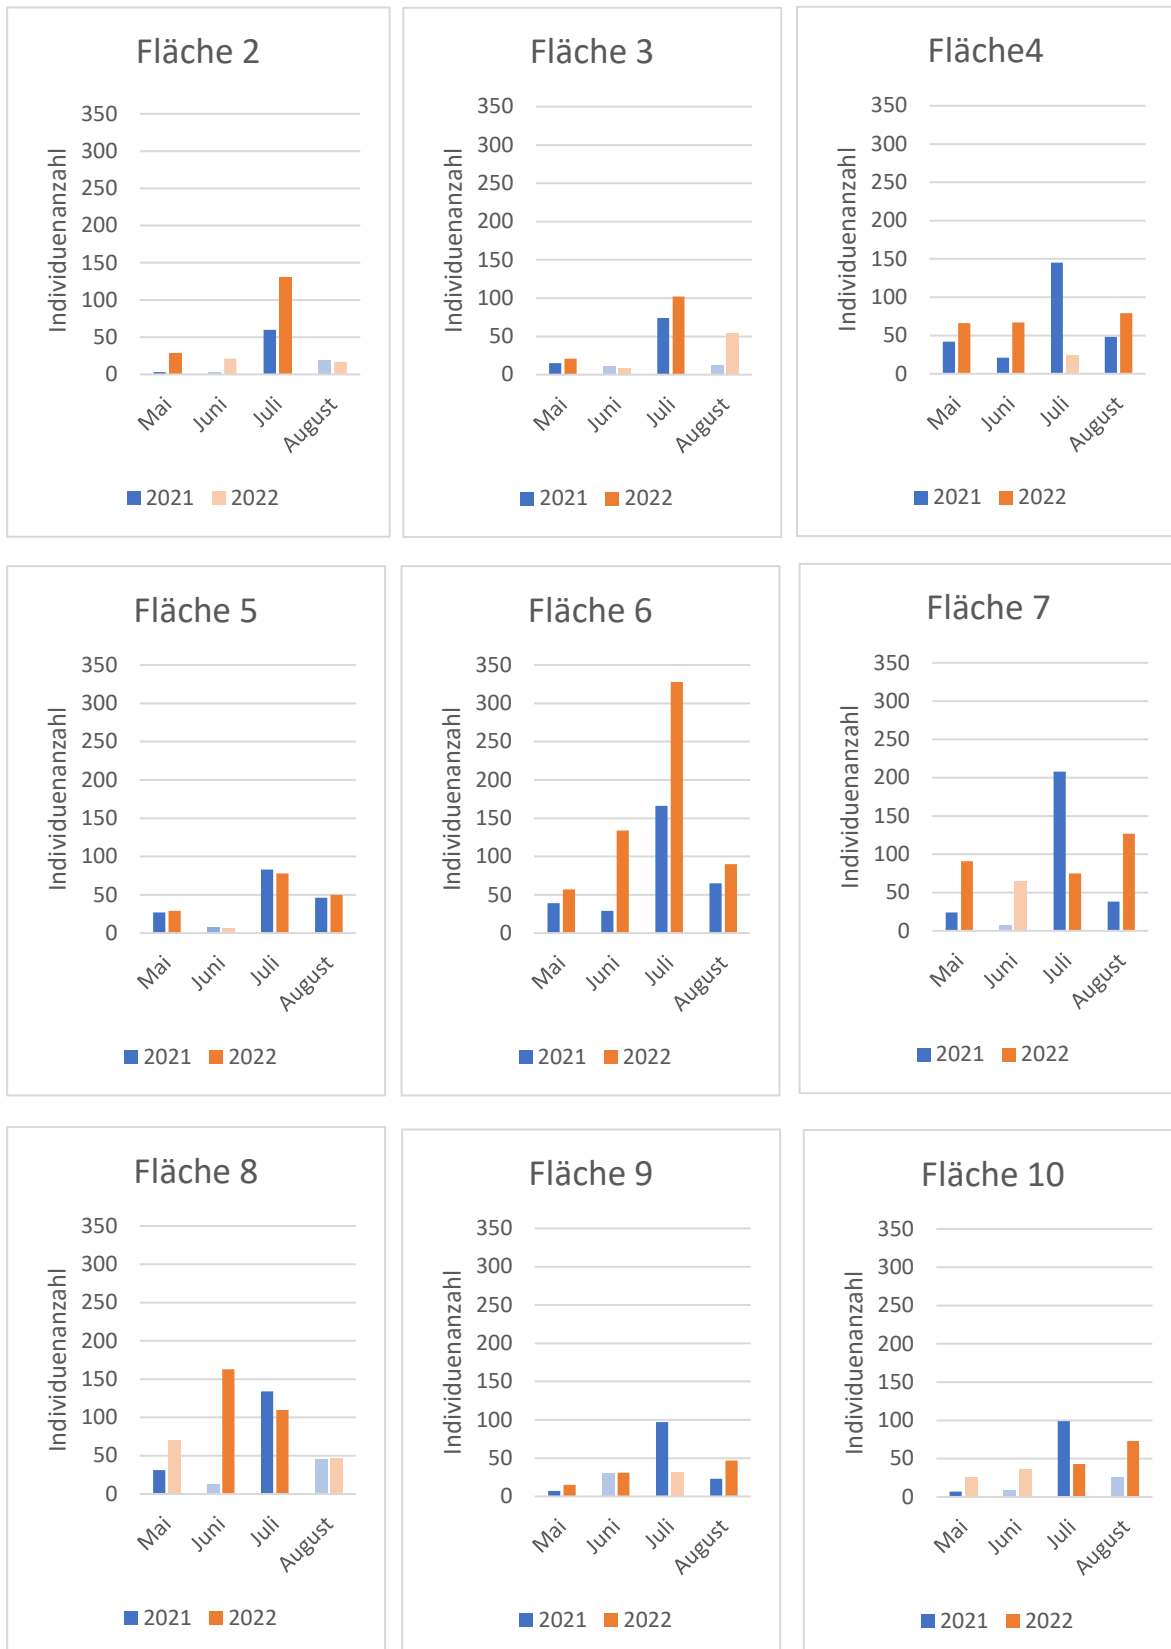 Fläche 2
Individuenanzahl
350
300
250
200
150
100
50
0
Mai
Juni
Juli
August
2021 2022
Fläche 3
Individuenanzahl
350
300
250
200
150
100
50
0
Mai
Juni
Juli
August
2021 2022
Fläche4
Individuenanzahl
350
300
250
200
150
100
50
0
Mai
Juni
Juli
August
2021 2022
Fläche 5
Individuenanzahl
350
300
250
200
150
100
50
0
Mai
Juni
Juli
August
2021 2022
Fläche 6
Individuenanzahl
350
300
250
200
150
100
50
0
Mai
Juni
Juli
August
2021 2022
Fläche 7
Individuenanzahl
350
300
250
200
150
100
50
0
Mai
Juni
Juli
August
2021 2022
Fläche 8
Individuenanzahl
350
300
250
200
150
100
50
0
Mai
Juni
Juli
August
2021 2022
Fläche 9
Individuenanzahl
350
300
250
200
150
100
50
0
Mai
Juni
Juli
August
2021 2022
Fläche 10
Individuenanzahl
350
300
250
200
150
100
50
0
Mai
Juni
Juli
August
2021 2022